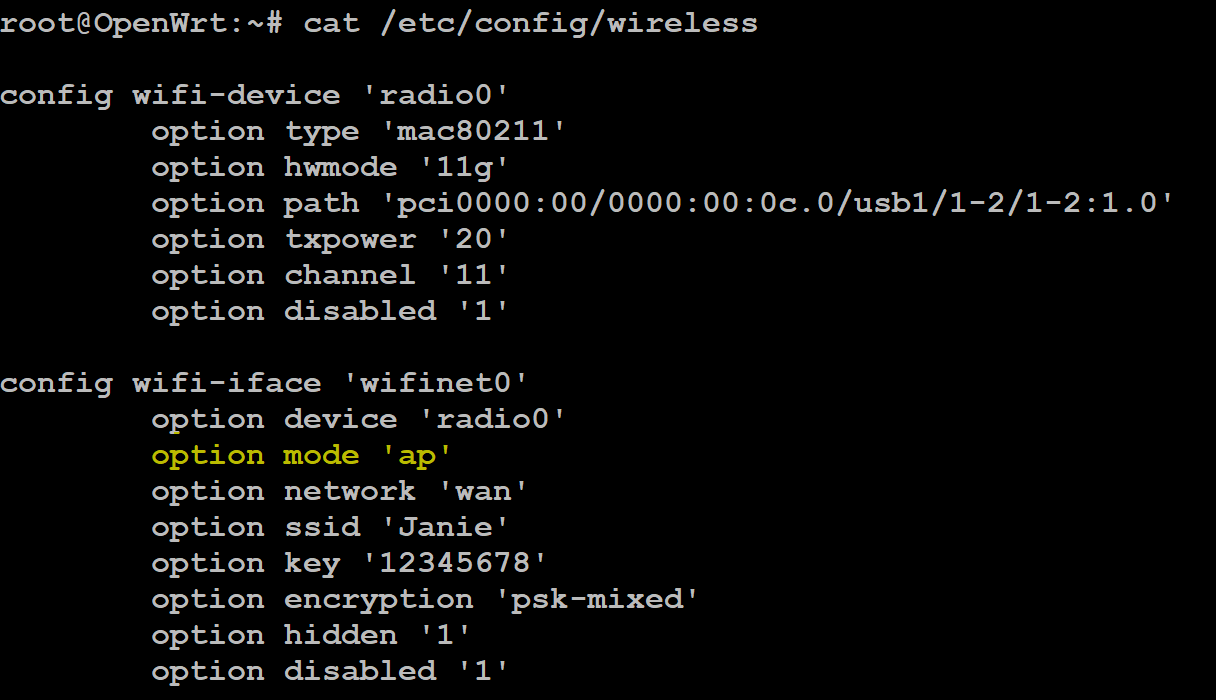 root@OpenWrt:~# cat /etc/config/wireless
config wifi-device 'radio0'
option type 'mac80211'
option hwmode '11g'
option path 'pci0000:00/0000:00:0c.0/usb1/1-2/1-2:1.0'
option txpower '20'
option channel '11'
option disabled '1'
config wifi-iface 'wifinet0'
option device 'radio0'
option mode 'ap'
option network 'wan'
option ssid 'Janie'
option key '12345678'
option encryption 'psk-mixed'
option hidden '1'
option disabled '1'